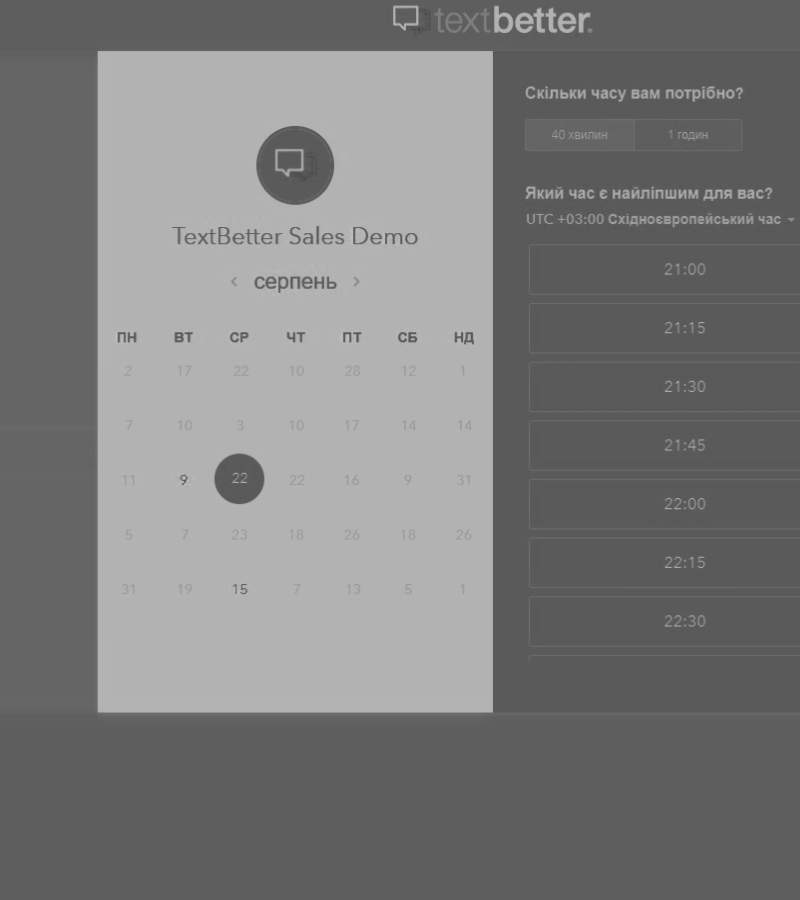 textbetter.
TextBetter Sales Demo
‹ серпень ›
ПН ВТ СР ЧТ ПТ СБ НД
2 17 22 10 28 12 1
7 10 3 10 17 14 14
11 9 22 22 16 9 31
5 7 23 18 26 18 26
31 19 15 7 13 5 1
Скільки часу вам потрібно?
40 хвилин 1 годин
Який час є найліпшим для вас?
UTC +03:00 Східноєвропейський час
21:00
21:15
21:30
21:45
22:00
22:15
22:30